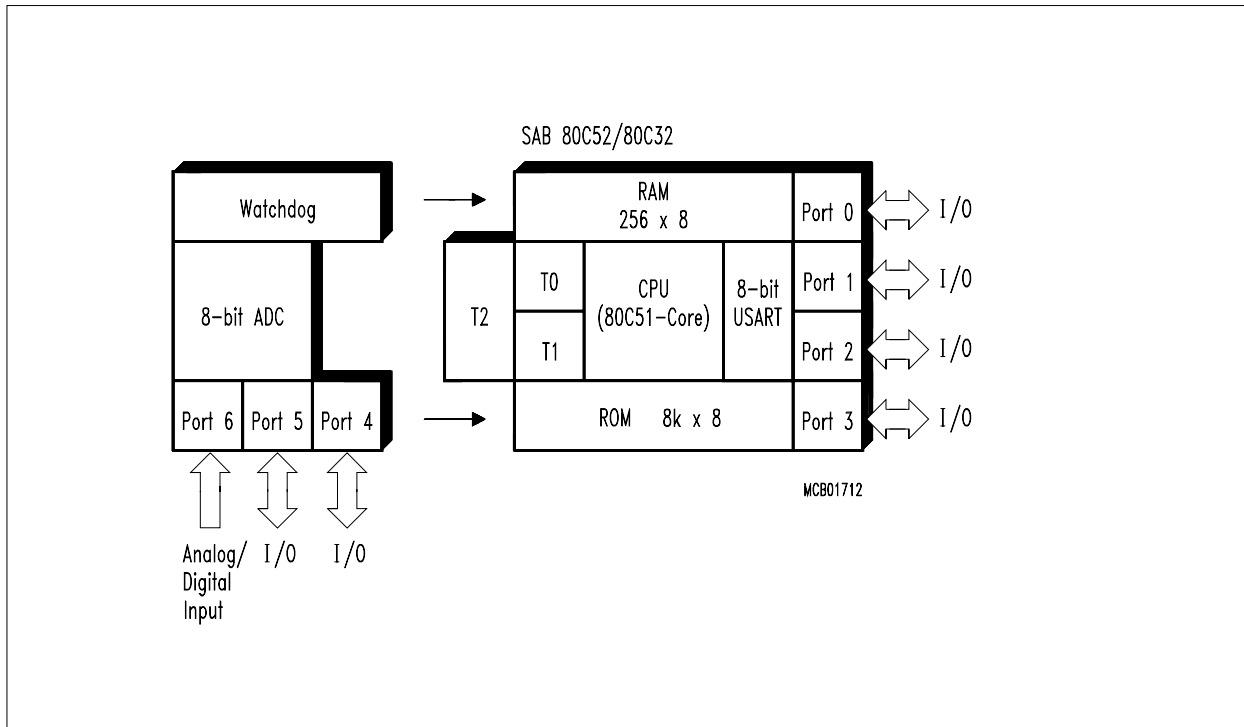 SAB 80C52/80C32
Watchdog
8-bit ADC
Port 6
Port 5
Port 4
Analog/
Digital
Input
I/O
I/O
RAM
256 x 8
Port 0
I/O
T2
T0
T1
CPU
(80C51-Core)
8-bit
USART
Port 1
I/O
Port 2
I/O
ROM 8k x 8
Port 3
I/O
MCB01712